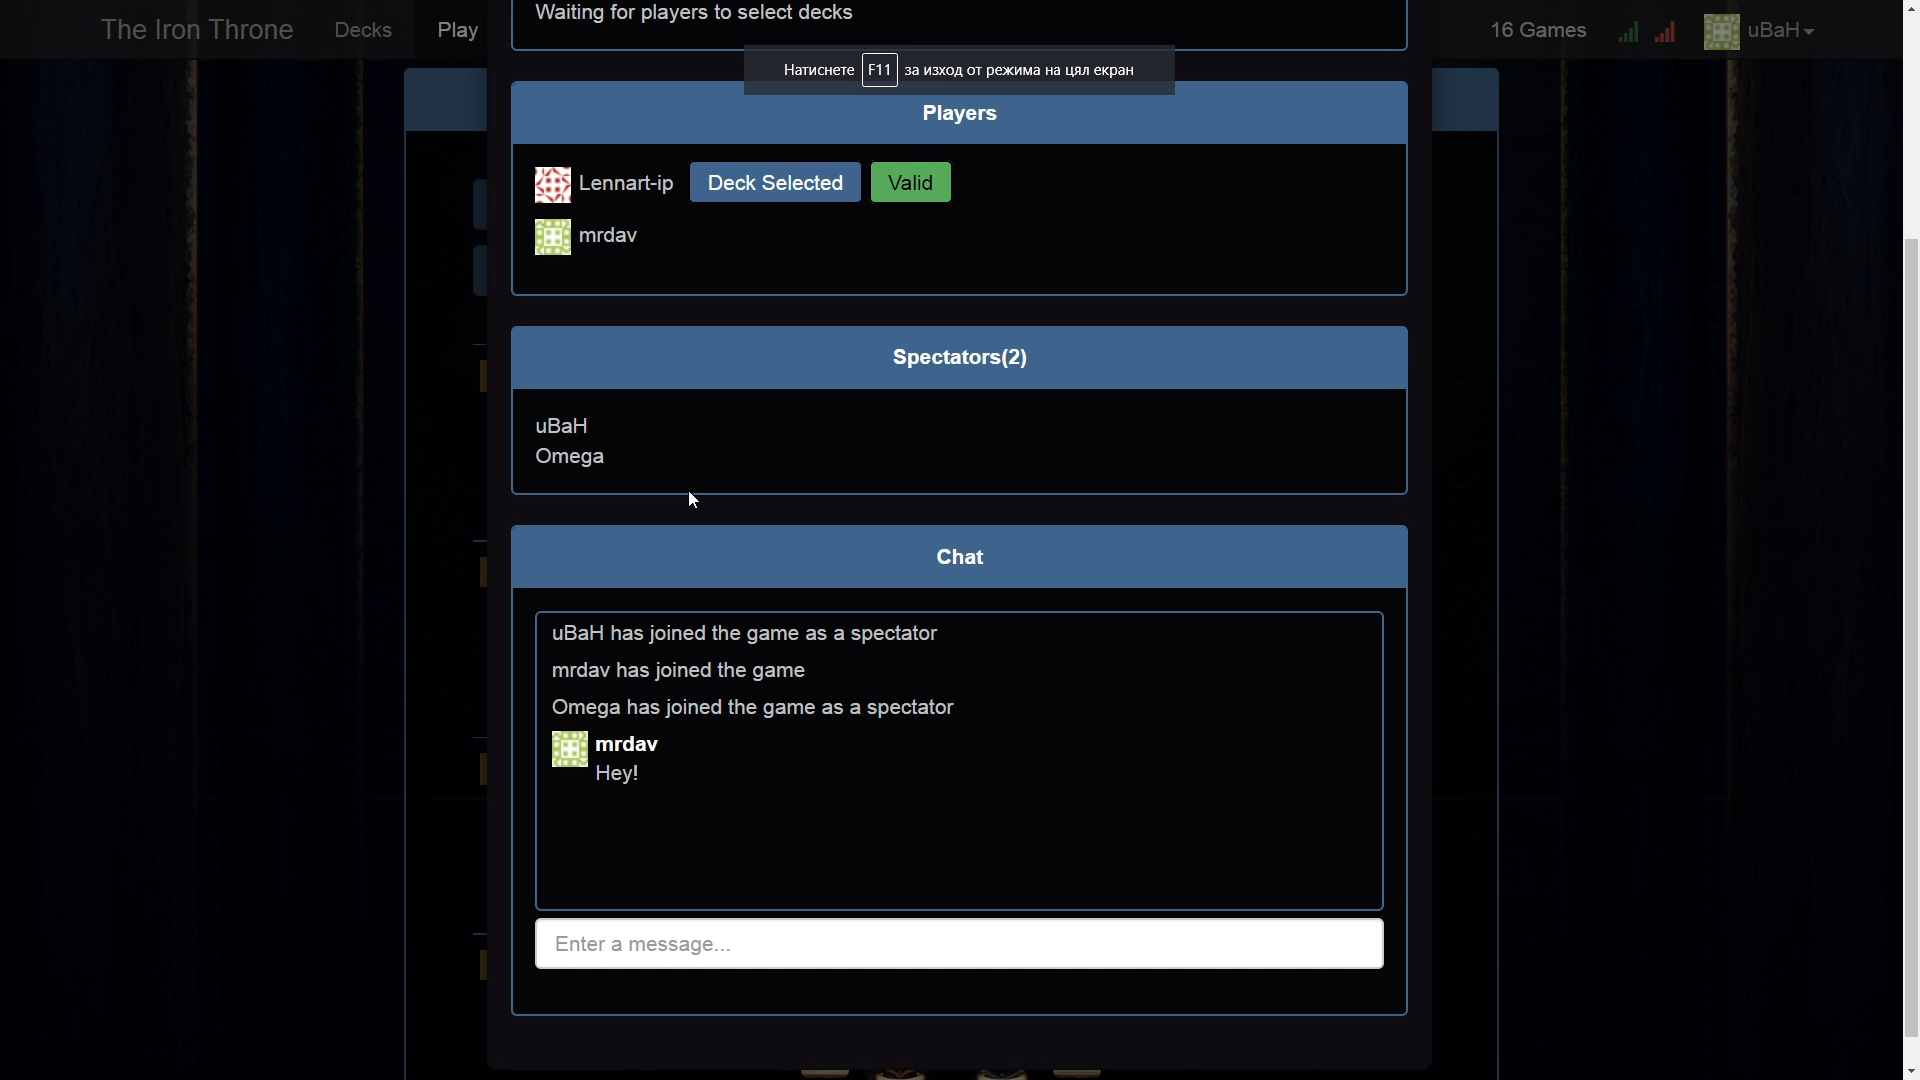 The Iron Throne Decks Play 16 Games uBaH
Waiting for players to select decks
Натиснете F11 за изход от режима на цял екран
Players
Lennart-ip Deck Selected Valid
mrdav
Spectators(2)
uBaH
Omega
Chat
uBaH has joined the game as a spectator
mrdav has joined the game
Omega has joined the game as a spectator
mrdav
Hey!
Enter a message...